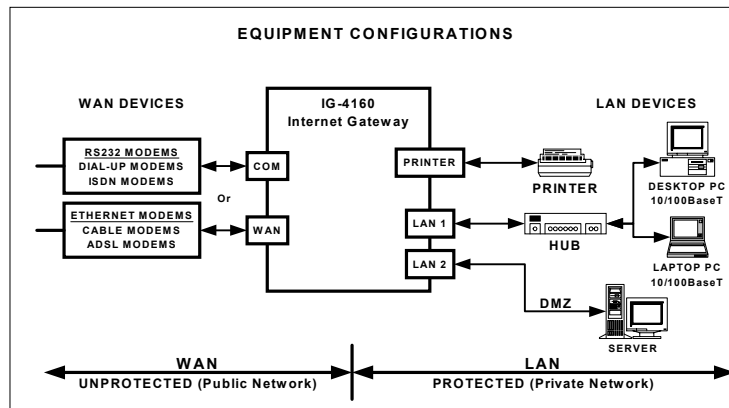 EQUIPMENT CONFIGURATIONS
WAN DEVICES
IG-4160
Internet Gateway
LAN DEVICES
RS232 MODEMS
DIAL-UP MODEMS
ISDN MODEMS
COM
Or
ETHERNET MODEMS
CABLE MODEMS
ADSL MODEMS
WAN
PRINTER
PRINTER
LAN 1
HUB
DESKTOP PC
10/100BaseT
LAPTOP PC
10/100BaseT
LAN 2
DMZ
SERVER
WAN
UNPROTECTED (Public Network)
LAN
PROTECTED (Private Network)